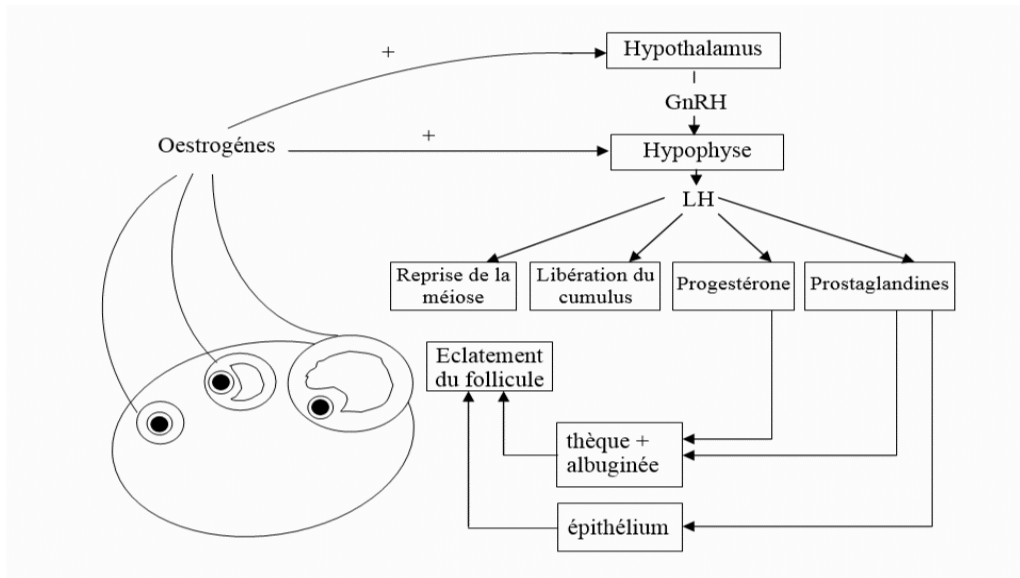 +
Hypothalamus
GnRH
Oestrogénes
+
Hypophyse
LH
Reprise de la
méiose
Libération du
cumulus
Progestérone
Prostaglandines
Eclatement
du follicule
thèque +
albuginée
épithélium